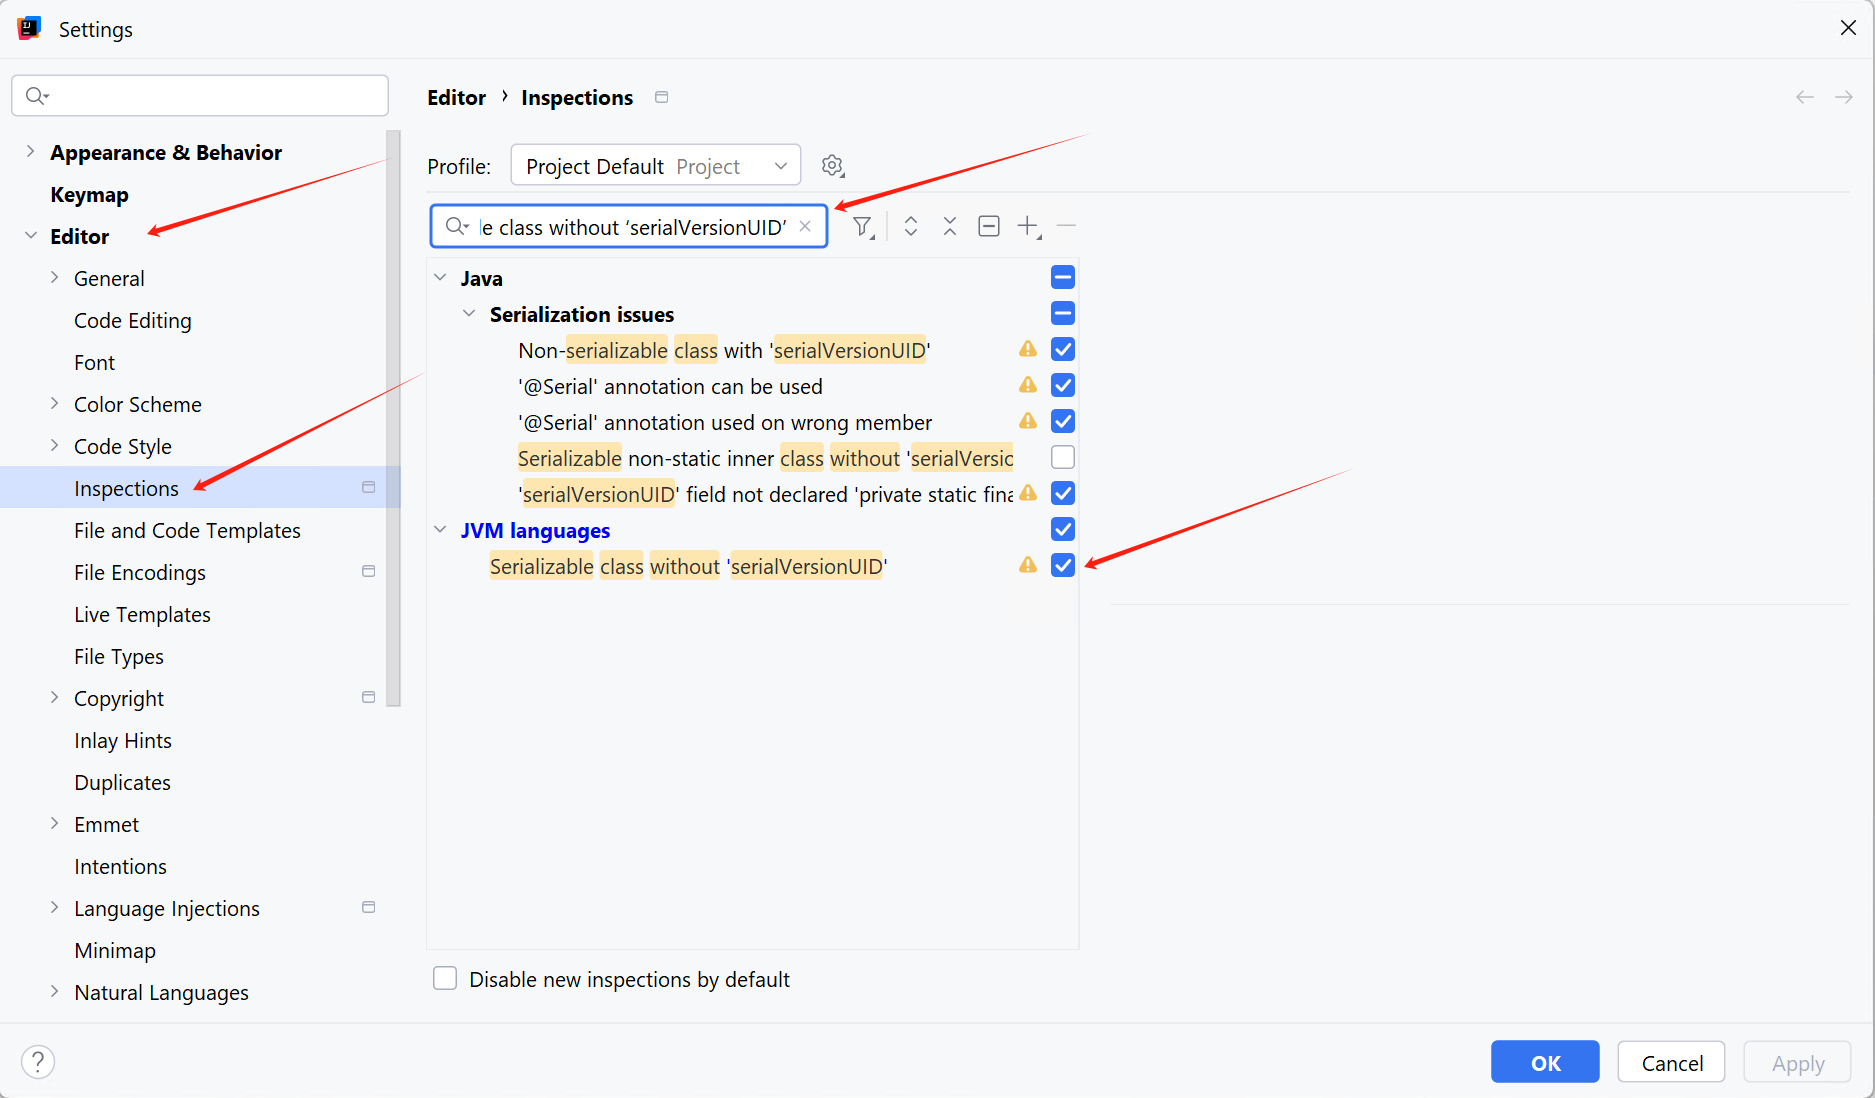 Settings
Editor › Inspections
Profile: Project Default Project
le class without ‘serialVersionUID’
Appearance & Behavior
Keymap
Editor
General
Code Editing
Font
Color Scheme
Code Style
Inspections
File and Code Templates
File Encodings
Live Templates
File Types
Copyright
Inlay Hints
Duplicates
Emmet
Intentions
Language Injections
Minimap
Natural Languages
Java
Serialization issues
Non-serializable class with 'serialVersionUID'
'@Serial' annotation can be used
'@Serial' annotation used on wrong member
Serializable non-static inner class without 'serialVersio
'serialVersionUID' field not declared 'private static fina
JVM languages
Serializable class without 'serialVersionUID'
Disable new inspections by default
?
OK
Cancel
Apply